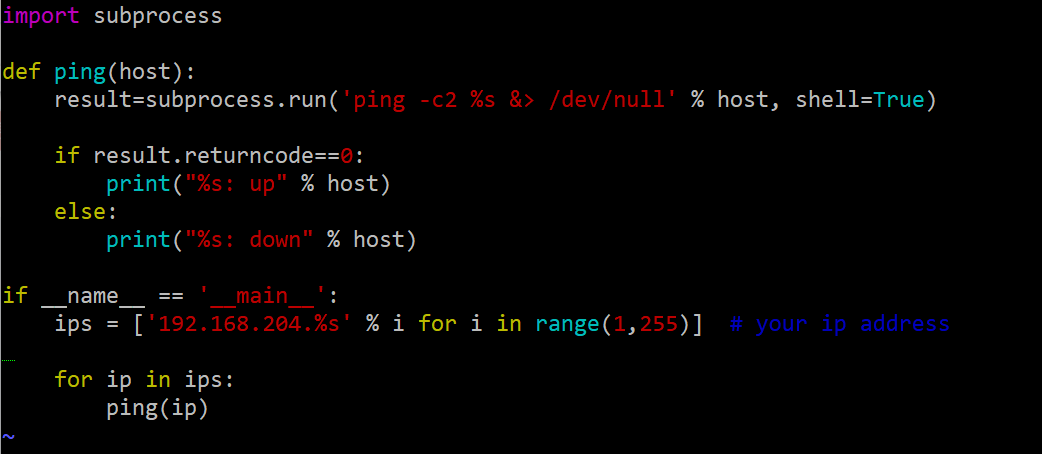 import subprocess
def ping(host):
    result=subprocess.run('ping -c2 %s &> /dev/null' % host, shell=True)
    if result.returncode==0:
        print("%s: up" % host)
    else:
        print("%s: down" % host)
if __name__ == '__main__':
    ips = ['192.168.204.%s' % i for i in range(1,255)]  # your ip address
    for ip in ips:
        ping(ip)
~